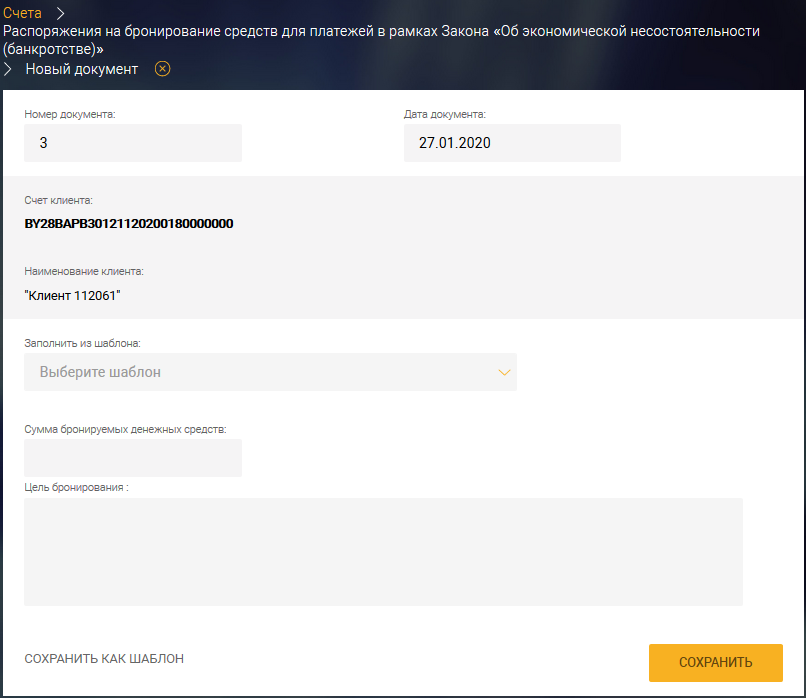 Счета
Распоряжения на бронирование средств для платежей в рамках Закона «Об экономической несостоятельности
(банкротстве)»
Новый документ
Номер документа: Дата документа:
3 27.01.2020
Счет клиента:
BY28BAPB30121120200180000000
Наименование клиента:
"Клиент 112061"
Заполнить из шаблона:
Выберите шаблон
Сумма бронируемых денежных средств:
Цель бронирования :
СОХРАНИТЬ КАК ШАБЛОН СОХРАНИТЬ